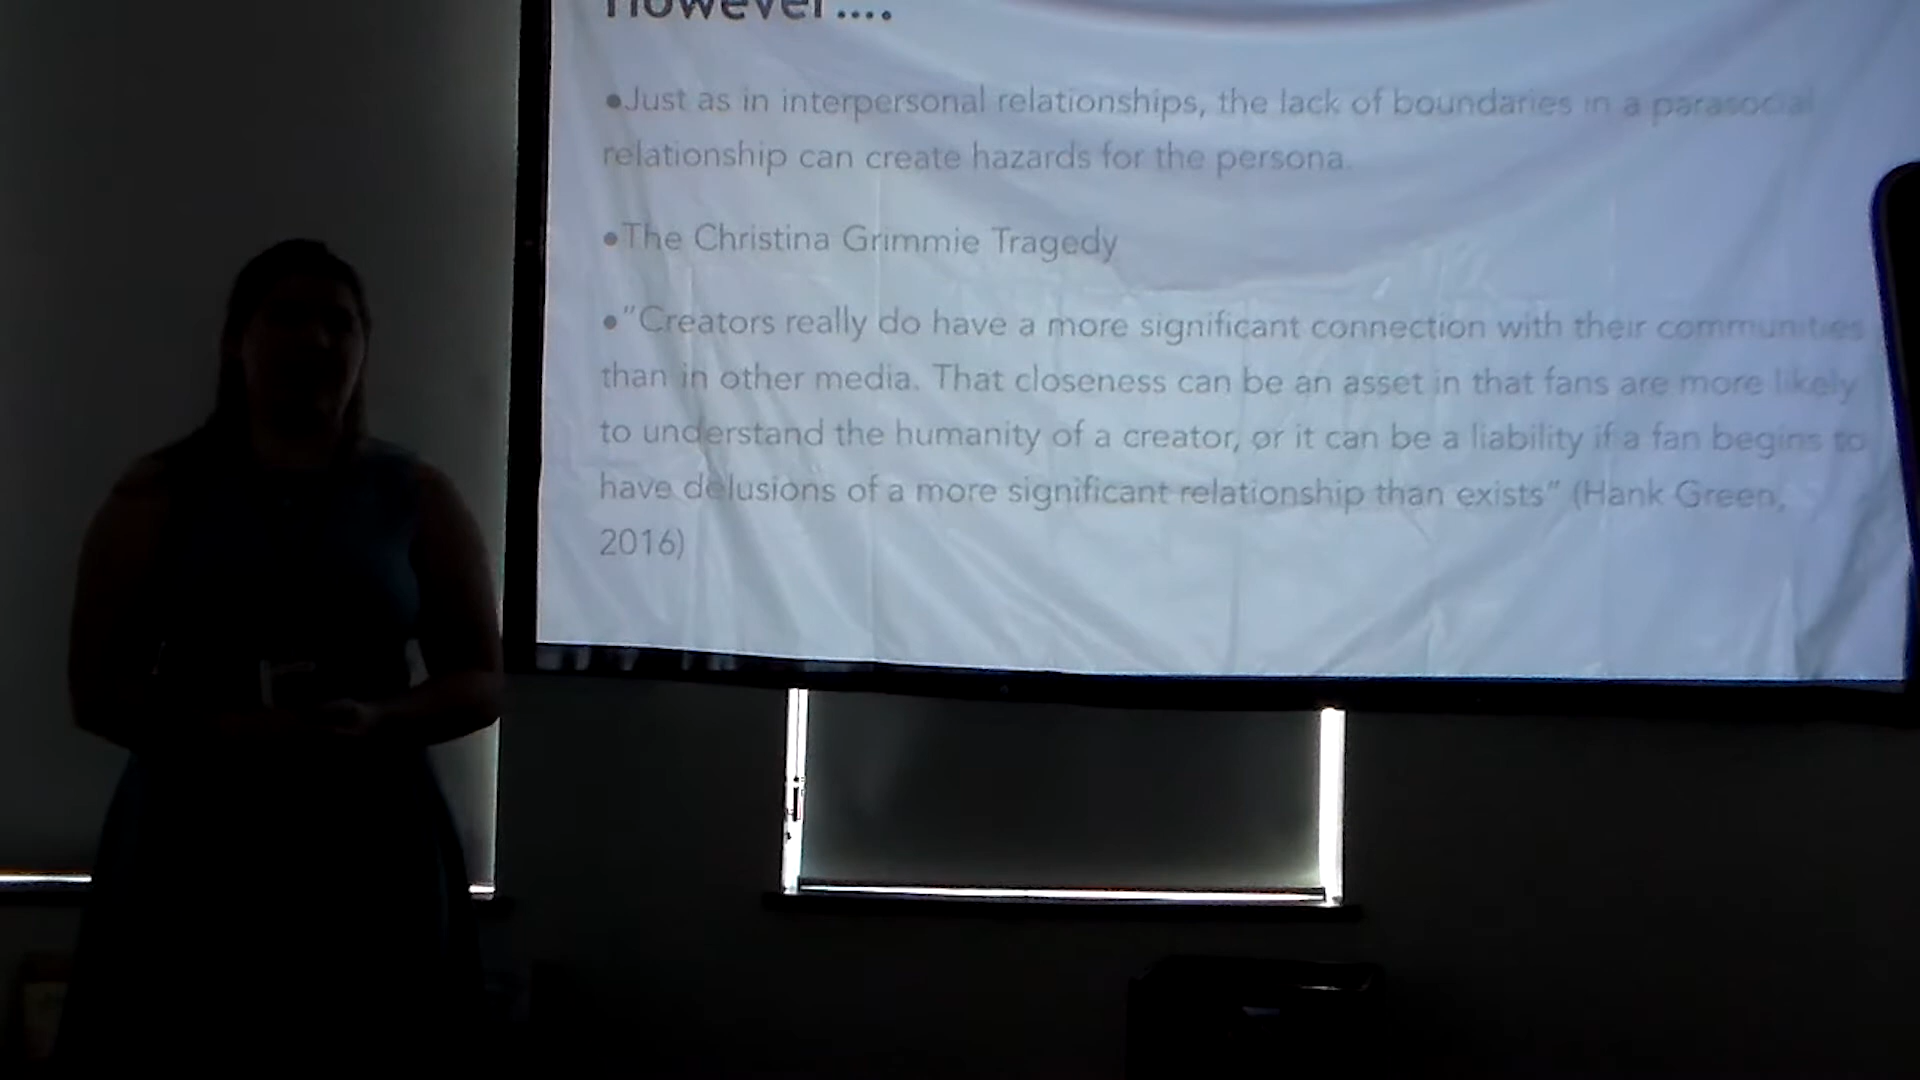 However....
•Just as in interpersonal relationships, the lack of boundaries in a parasocial
relationship can create hazards for the persona.
•The Christina Grimmie Tragedy
•"Creators really do have a more significant connection with their communities
than in other media. That closeness can be an asset in that fans are more likely
to understand the humanity of a creator, or it can be a liability if a fan begins to
have delusions of a more significant relationship than exists" (Hank Green,
2016)